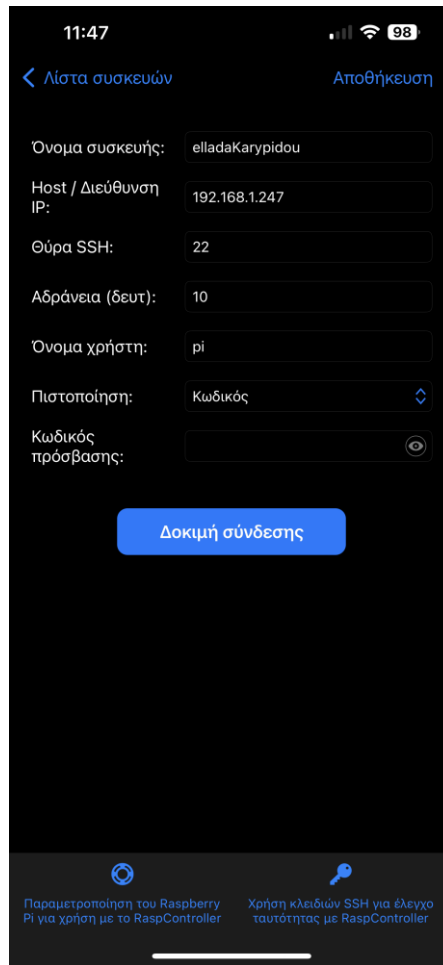 11:47
98
Λίστα συσκευών
Αποθήκευση
Όνομα συσκευής:
elladaKarypidou
Host / Διεύθυνση
IP:
192.168.1.247
Θύρα SSH:
22
Αδράνεια (δευτ):
10
Όνομα χρήστη:
pi
Πιστοποίηση:
Κωδικός
Κωδικός
πρόσβασης:
Δοκιμή σύνδεσης
Παραμετροποίηση του Raspberry
Pi για χρήση με το RaspController
Χρήση κλειδιών SSH για έλεγχο
ταυτότητας με RaspController